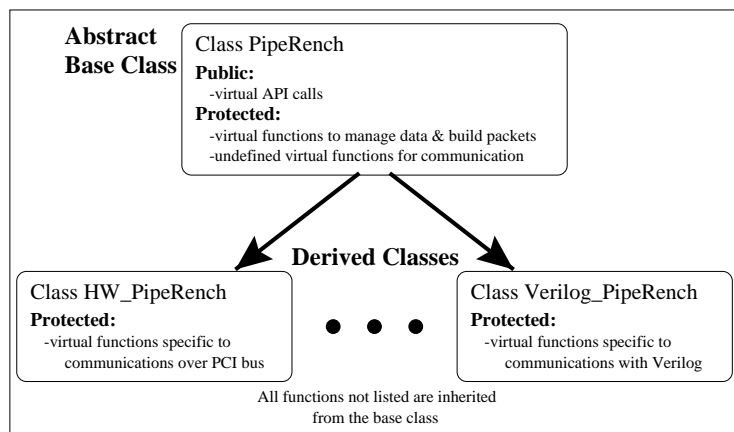 Abstract
Base Class
Class PipeRench
Public:
-virtual API calls
Protected:
-virtual functions to manage data & build packets
-undefined virtual functions for communication
Derived Classes
Class HW_PipeRench
Protected:
-virtual functions specific to
communications over PCI bus
Class Verilog_PipeRench
Protected:
-virtual functions specific to
communications with Verilog
All functions not listed are inherited
from the base class